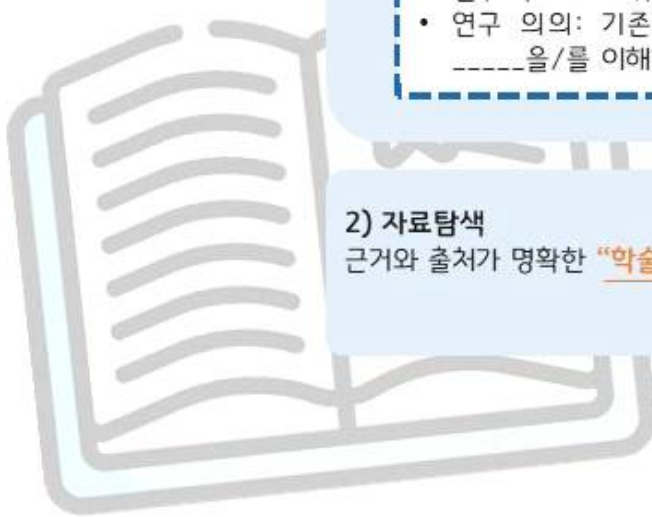 • 연구 의의: 기존
_____을/를 이해
2) 자료탐색
근거와 출처가 명확한 “학술